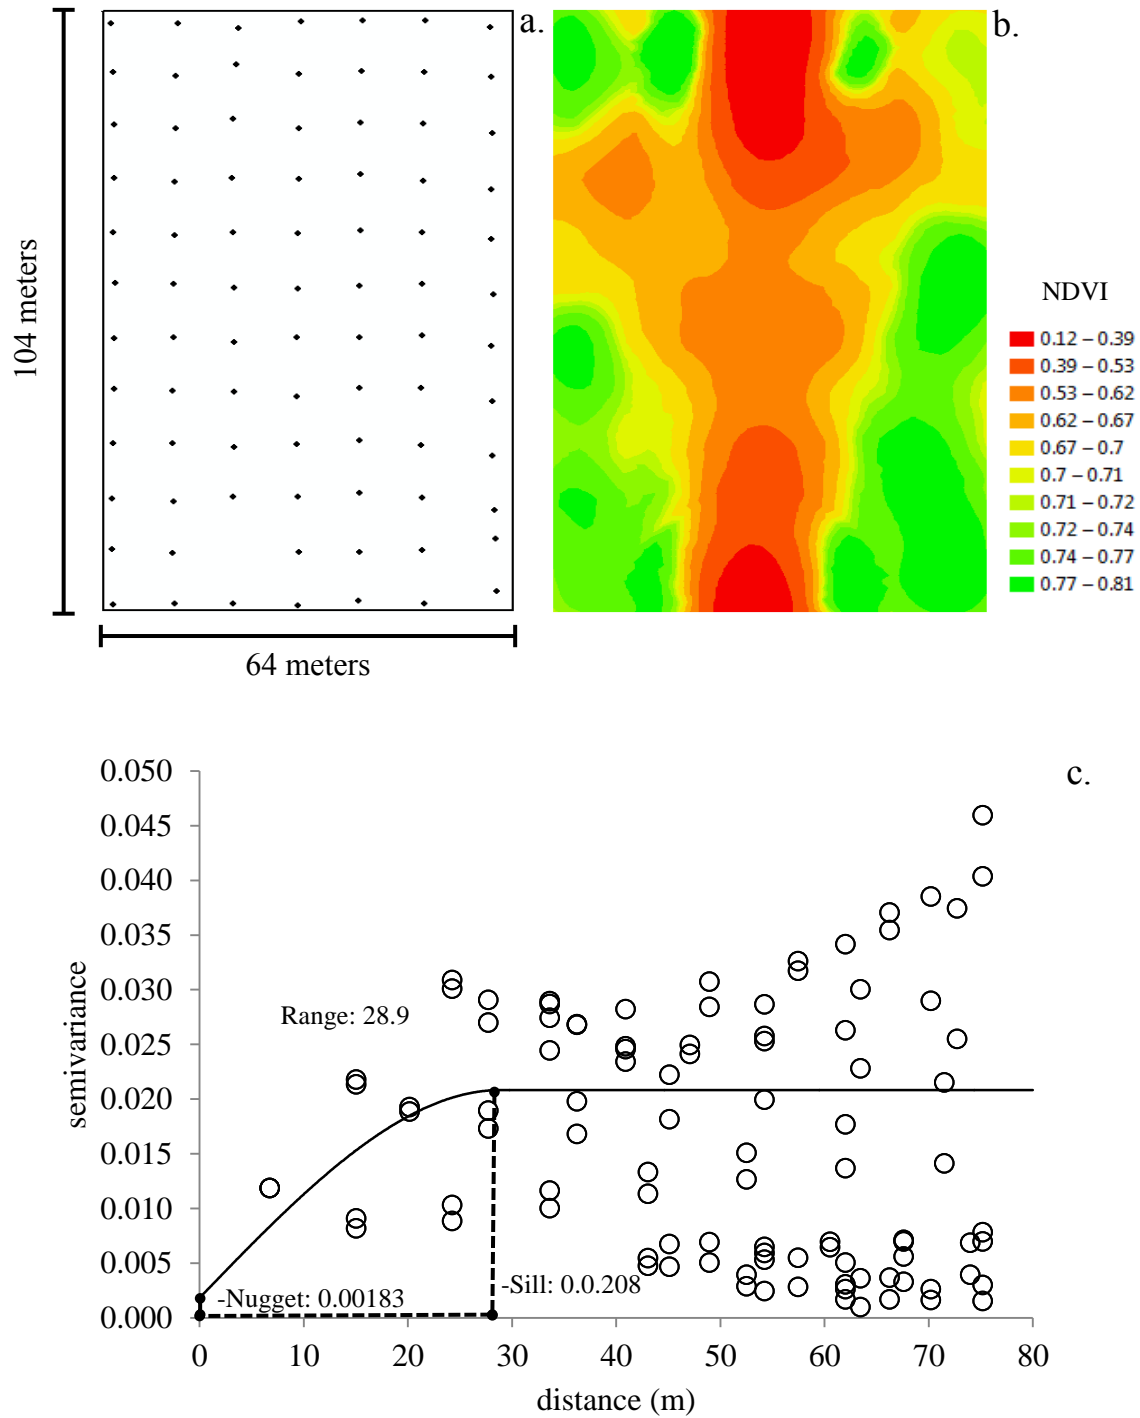 a.
b.
104 meters
64 meters
NDVI
0.12 – 0.39
0.39 – 0.53
0.53 – 0.62
0.62 – 0.67
0.67 – 0.7
0.7 – 0.71
0.71 – 0.72
0.72 – 0.74
0.74 – 0.77
0.77 – 0.81
c.
0.050
0.045
0.040
0.035
0.030
0.025
0.020
0.015
0.010
0.005
0.000
semivariance
Range: 28.9
-Nugget: 0.00183
-Sill: 0.0.208
0 10 20 30 40 50 60 70 80
distance (m)